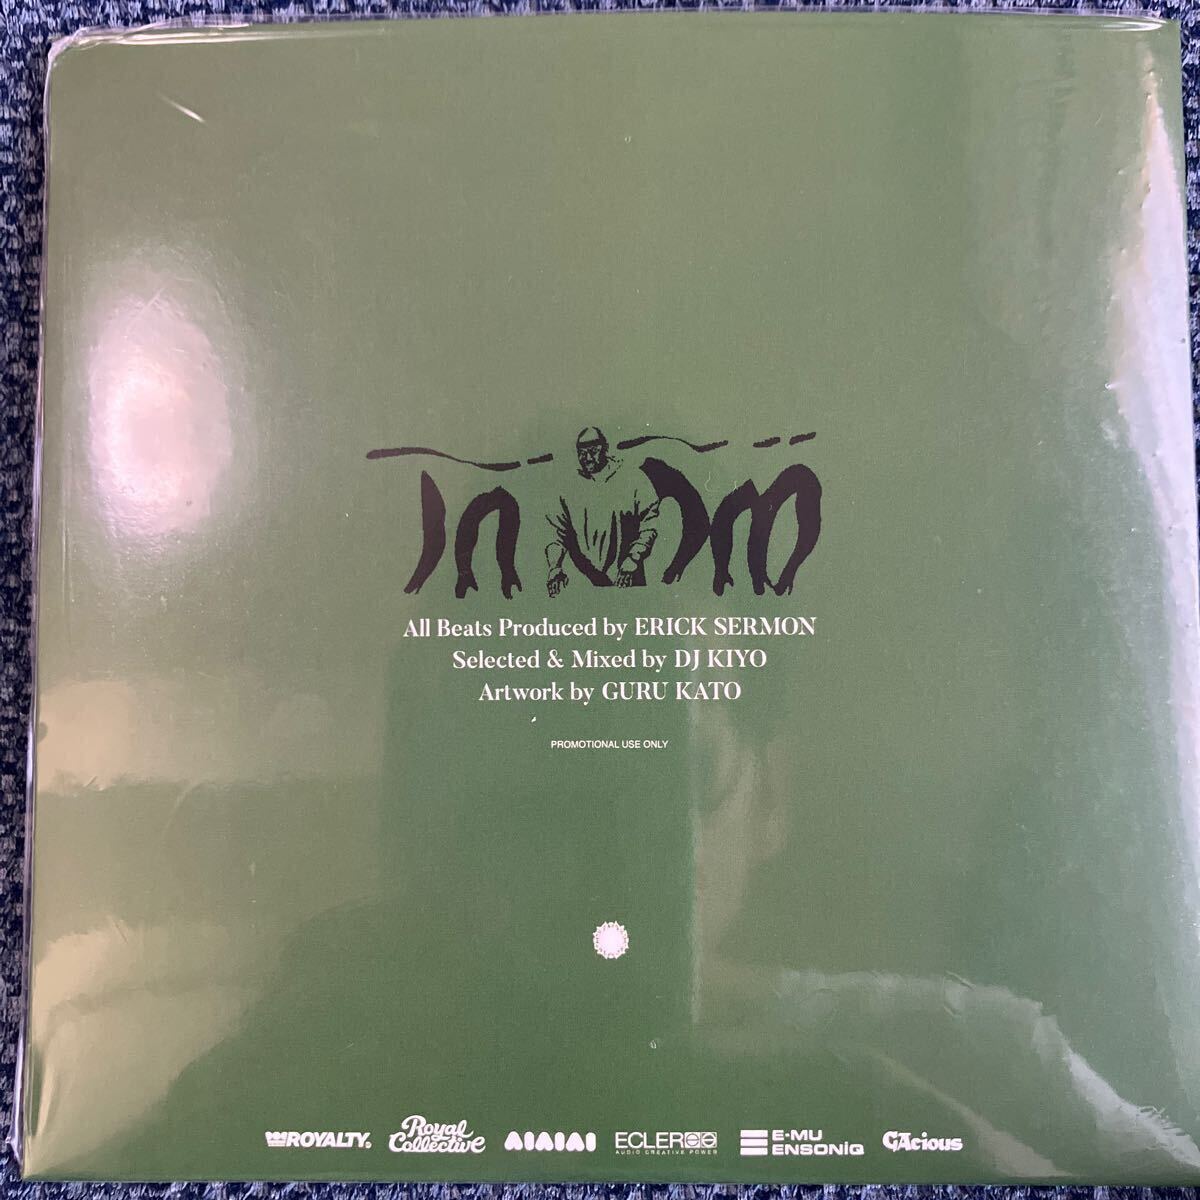 All Beats Produced by ERICK SERMON
Selected & Mixed by DJ KIYO
Artwork by GURU KATO
PROMOTIONAL USE ONLY
ROYALTY.
Royal
Collective
AIAIAI
ECLER
AUDIO CREATIVE POWER
E-MU
ENSONIQ
GAcious